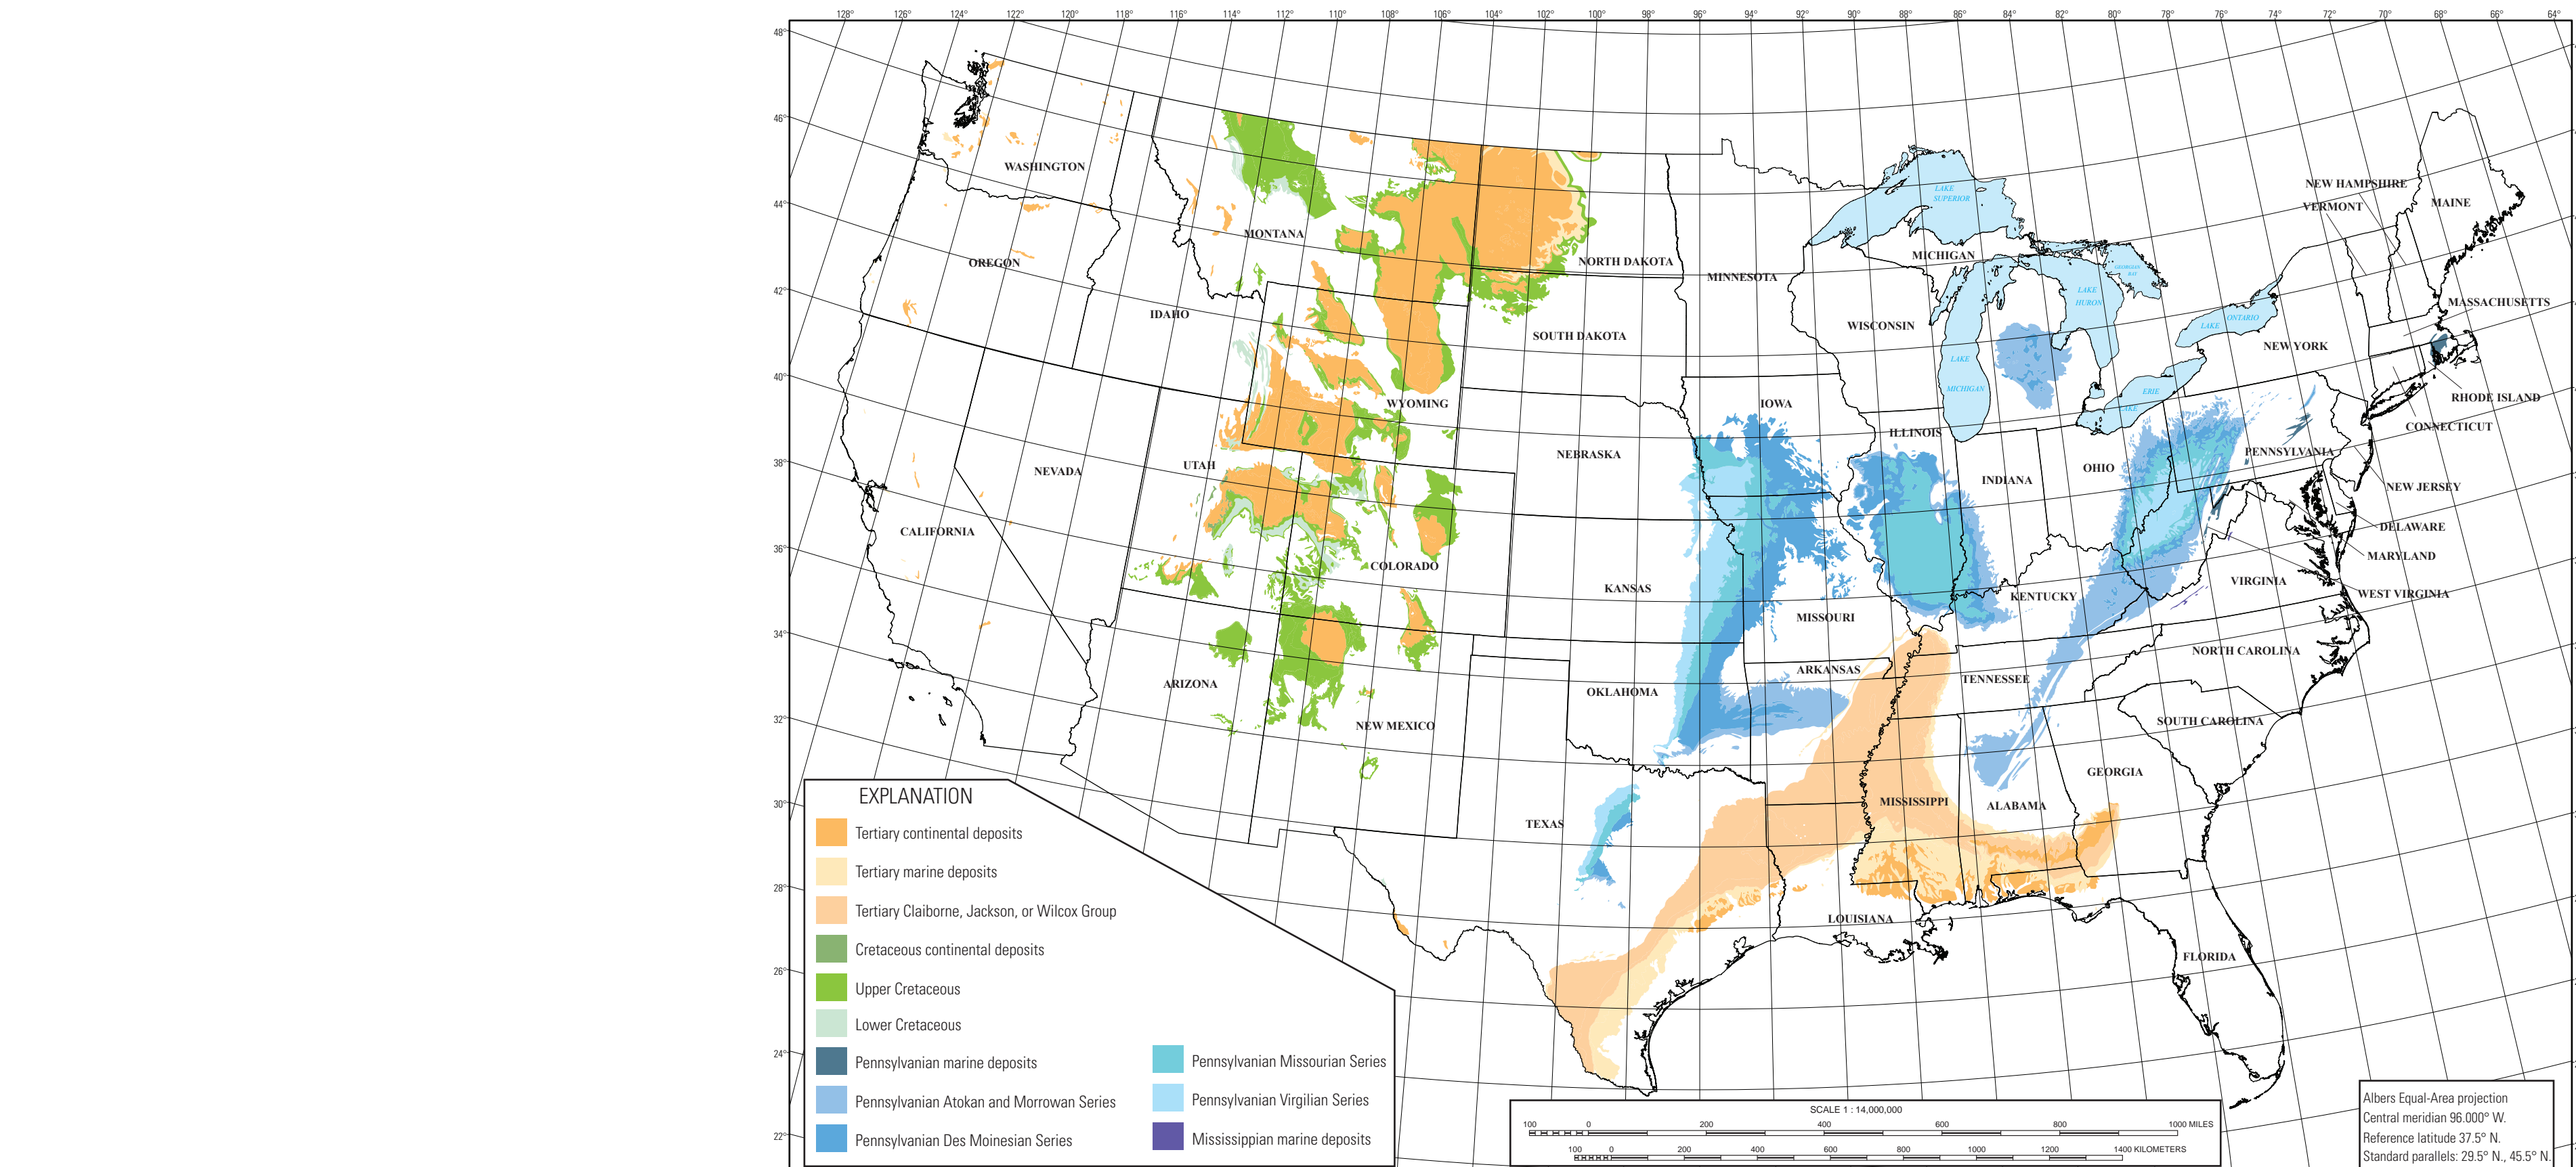 128° 126° 124° 122° 120° 118° 116° 114° 112° 110° 108° 106° 104° 102° 100° 98° 96° 94° 92° 90° 88° 86° 84° 82° 80° 78° 76° 74° 72° 70° 68° 66° 64°
48°
46°
44°
42°
40°
38°
36°
34°
32°
30°
28°
26°
24°
22°
WASHINGTON
OREGON
CALIFORNIA
NEVADA
IDAHO
MONTANA
UTAH
ARIZONA
WYOMING
COLORADO
NEW MEXICO
NORTH DAKOTA
SOUTH DAKOTA
NEBRASKA
KANSAS
OKLAHOMA
TEXAS
MINNESOTA
IOWA
MISSOURI
ARKANSAS
LOUISIANA
WISCONSIN
ILLINOIS
MICHIGAN
INDIANA
OHIO
KENTUCKY
TENNESSEE
MISSISSIPPI
ALABAMA
GEORGIA
FLORIDA
SOUTH CAROLINA
NORTH CAROLINA
VIRGINIA
WEST VIRGINIA
MARYLAND
DELAWARE
NEW JERSEY
PENNSYLVANIA
NEW YORK
CONNECTICUT
RHODE ISLAND
MASSACHUSETTS
MAINE
NEW HAMPSHIRE
VERMONT
LAKE
SUPERIOR
LAKE
MICHIGAN
LAKE
HURON
GEORGIAN
BAY
LAKE
ERIE
LAKE
ONTARIO
EXPLANATION
Tertiary continental deposits
Tertiary marine deposits
Tertiary Claiborne, Jackson, or Wilcox Group
Cretaceous continental deposits
Upper Cretaceous
Lower Cretaceous
Pennsylvanian marine deposits
Pennsylvanian Atokan and Morrowan Series
Pennsylvanian Des Moinesian Series
Pennsylvanian Missourian Series
Pennsylvanian Virgilian Series
Mississippian marine deposits
SCALE 1 : 14,000,000
100 0 200 400 600 800 1000 MILES
100 0 200 400 600 800 1000 1200 1400 KILOMETERS
Albers Equal-Area projection
Central meridian 96.000° W.
Reference latitude 37.5° N.
Standard parallels: 29.5° N., 45.5° N.